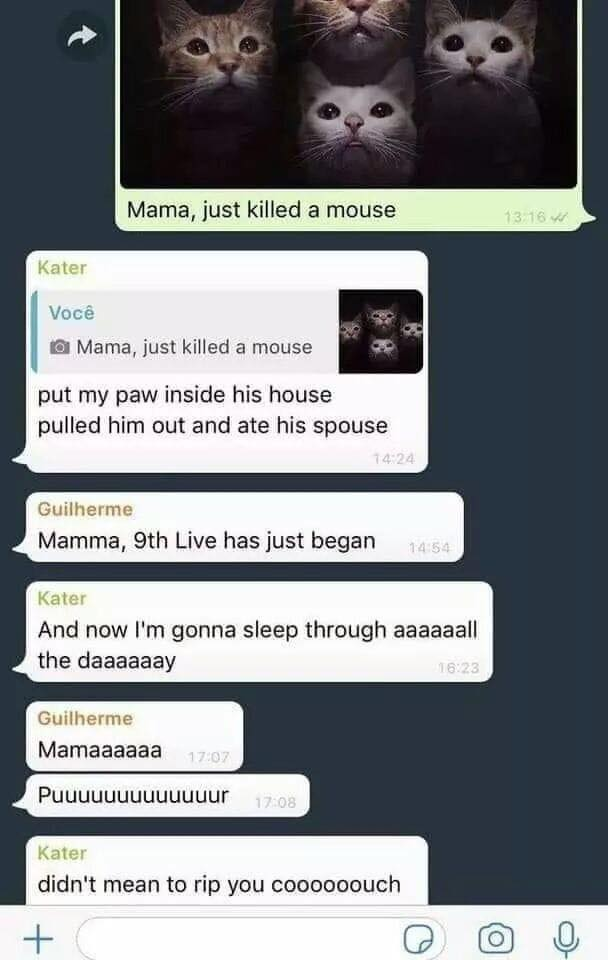 Mama, just killed a mouse
13:16
Kater
Você
Mama, just killed a mouse
put my paw inside his house
pulled him out and ate his spouse
14:24
Guilherme
Mamma, 9th Live has just began
14:54
Kater
And now I'm gonna sleep through aaaaaall
the daaaaaay
16:23
Guilherme
Mamaaaaaa
17:07
Puuuuuuuuuuuuur
17:08
Kater
didn't mean to rip you coooooouch